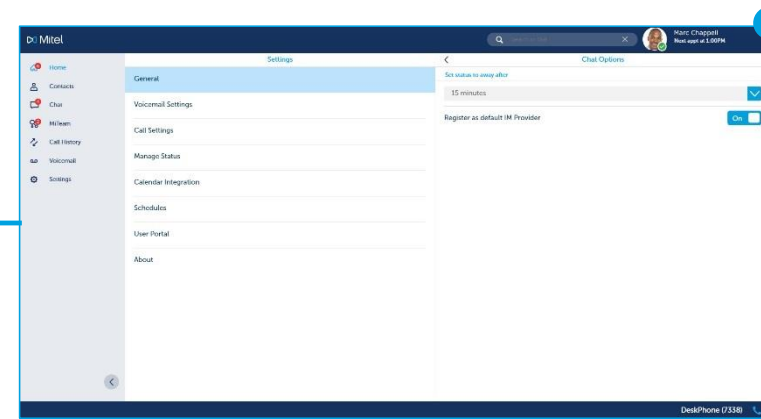 Mitel
Marc Chappell
Next appt at 1:00PM
Home
Contacts
Chat
MiTeam
Call History
Voicemail
Settings
Settings
General
Voicemail Settings
Call Settings
Manage Status
Calendar Integration
Schedules
User Portal
About
Chat Options
Set status to away after
15 minutes
Register as default IM Provider
On
DeskPhone (7338)